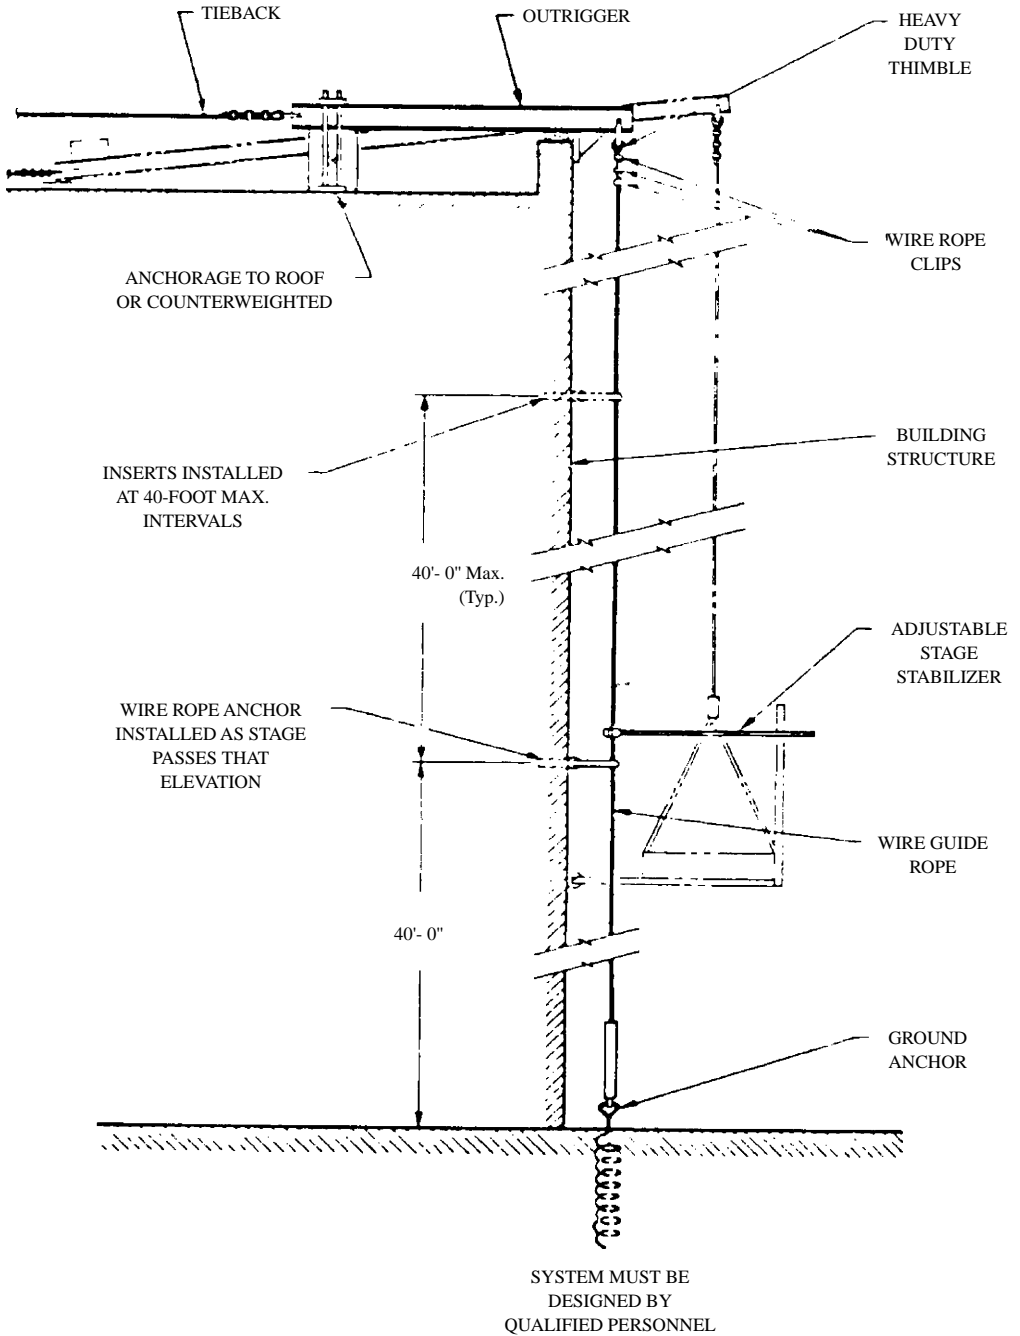 TIEBACK
OUTRIGGER
HEAVY
DUTY
THIMBLE
WIRE ROPE
CLIPS
ANCHORAGE TO ROOF
OR COUNTERWEIGHTED
BUILDING
STRUCTURE
INSERTS INSTALLED
AT 40-FOOT MAX.
INTERVALS
40'- 0" Max.
(Typ.)
ADJUSTABLE
STAGE
STABILIZER
WIRE ROPE ANCHOR
INSTALLED AS STAGE
PASSES THAT
ELEVATION
WIRE GUIDE
ROPE
40'- 0"
GROUND
ANCHOR
SYSTEM MUST BE
DESIGNED BY
QUALIFIED PERSONNEL